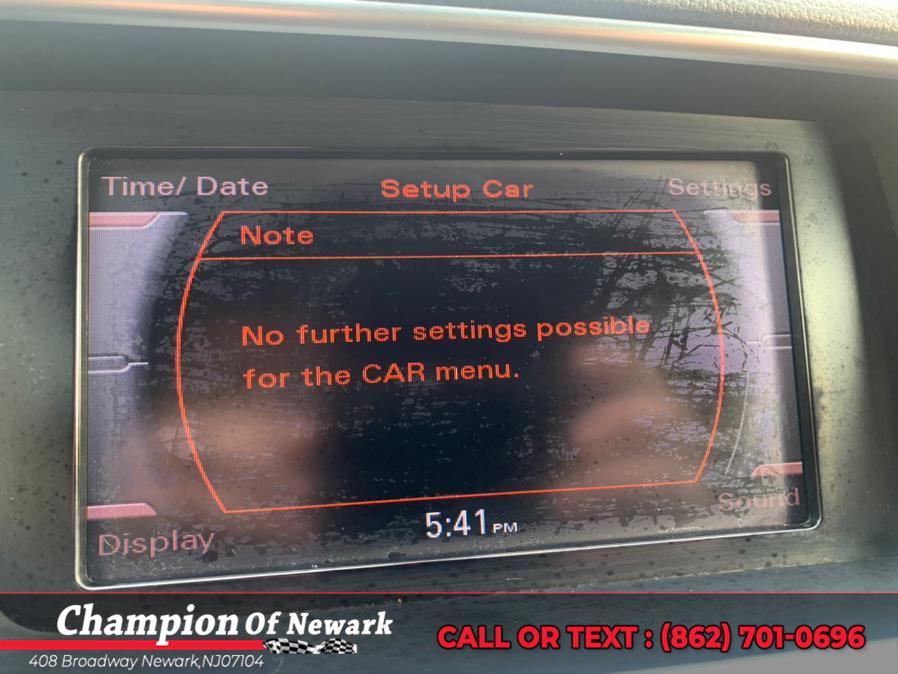 Time/ Date Setup Car Settings
Note
No further settings possible
for the CAR menu.
5:41 PM
Display Sound
Champion Of Newark
408 Broadway Newark,NJ07104
CALL OR TEXT : (862) 701-0696